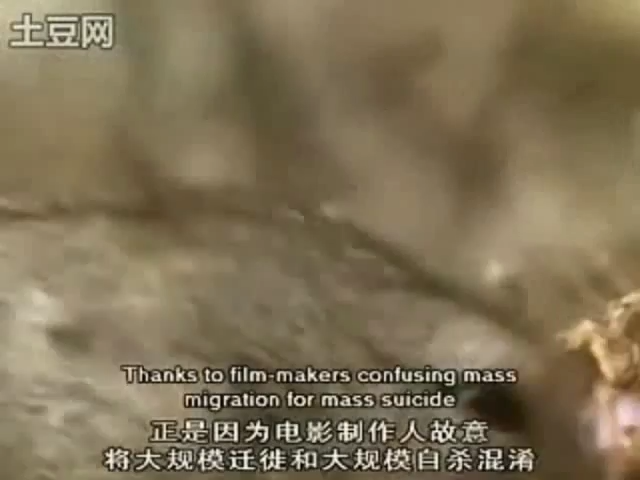 土豆网
Thanks to film-makers confusing mass
migration for mass suicide
正是因为电影制作人故意
将大规模迁徙和大规模自杀混淆